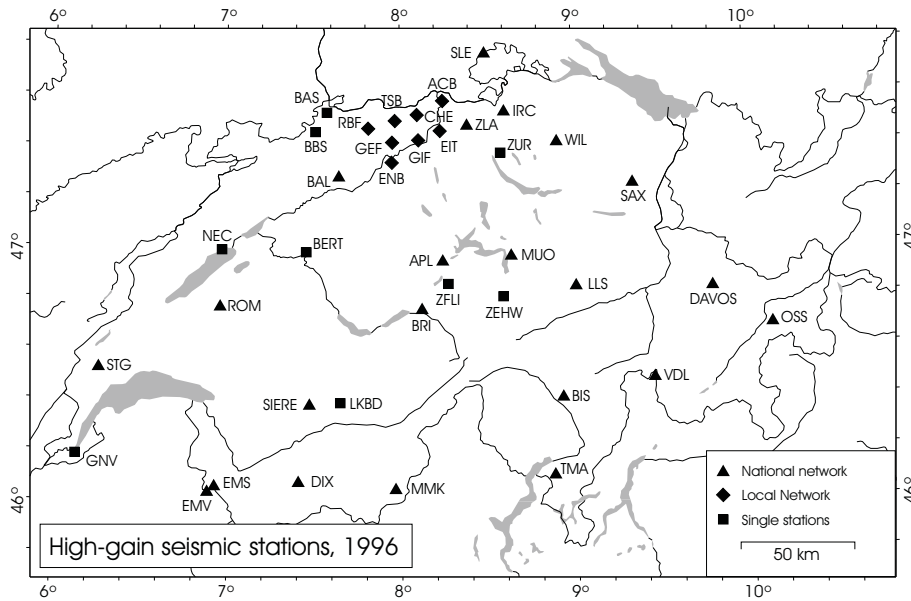 6° 7° 8° 9° 10°
SLE
ACB
BAS TSB
RBF CHE IRC
ZLA
BBS EIT WIL
GEF GIF ZUR
ENB
BAL SAX
47° NEC BERT 47°
APL MUO
ZFLI LLS DAVOS
ROM ZEHW
BRI OSS
STG VDL
SIERE LKBD BIS
GNV
TMA
EMS DIX MMK
EMV
46° 46°
National network
Local Network
Single stations
50 km
High-gain seismic stations, 1996
6° 7° 8° 9° 10°